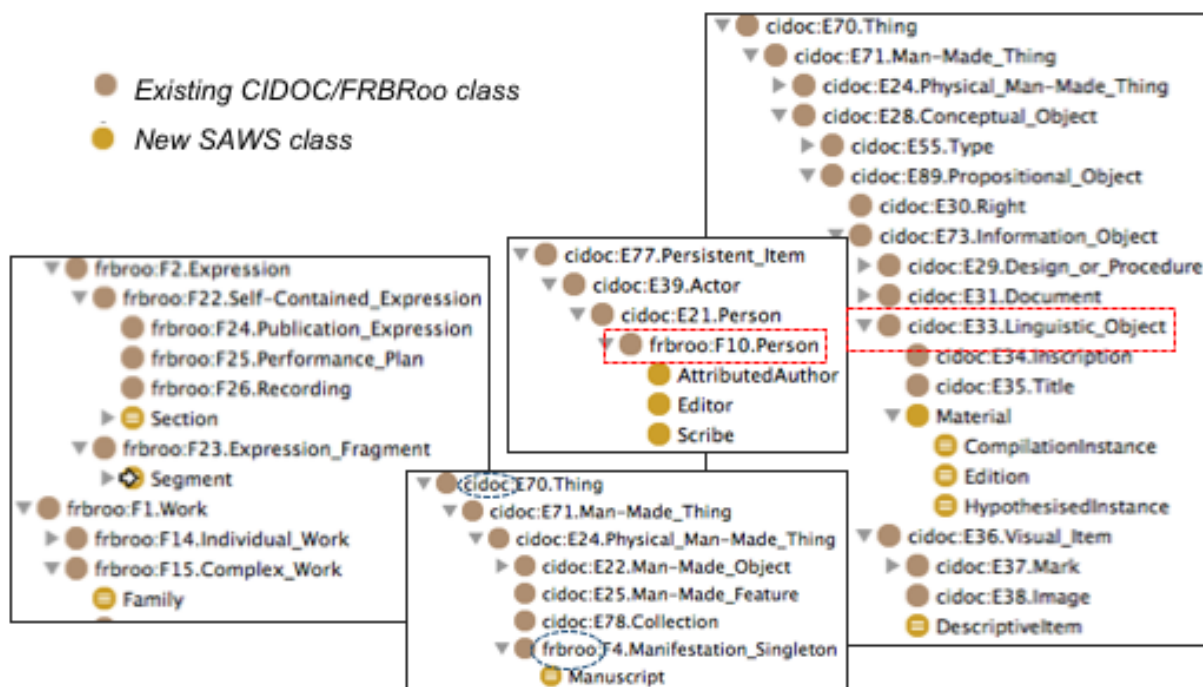 Existing CIDOC/FRBRoo class
New SAWS class
cidoc:E70.Thing
cidoc:E71.Man-Made_Thing
cidoc:E24.Physical_Man-Made_Thing
cidoc:E28.Conceptual_Object
cidoc:E55.Type
cidoc:E89.Propositional_Object
cidoc:E30.Right
cidoc:E73.Information_Object
cidoc:E29.Design_or_Procedure
cidoc:E31.Document
cidoc:E33.Linguistic_Object
cidoc:E34.Inscription
cidoc:E35.Title
Material
CompilationInstance
Edition
HypothesisedInstance
cidoc:E36.Visual_Item
cidoc:E37.Mark
cidoc:E38.Image
DescriptiveItem
frbroo:F2.Expression
frbroo:F22.Self-Contained_Expression
frbroo:F24.Publication_Expression
frbroo:F25.Performance_Plan
frbroo:F26.Recording
Section
frbroo:F23.Expression_Fragment
Segment
frbroo:F1.Work
frbroo:F14.Individual_Work
frbroo:F15.Complex_Work
Family
cidoc:E77.Persistent_Item
cidoc:E39.Actor
cidoc:E21.Person
frbroo:F10.Person
AttributedAuthor
Editor
Scribe
cidoc:E70.Thing
cidoc:E71.Man-Made_Thing
cidoc:E24.Physical_Man-Made_Thing
cidoc:E22.Man-Made_Object
cidoc:E25.Man-Made_Feature
cidoc:E78.Collection
frbroo:F4.Manifestation_Singleton
Manuscript